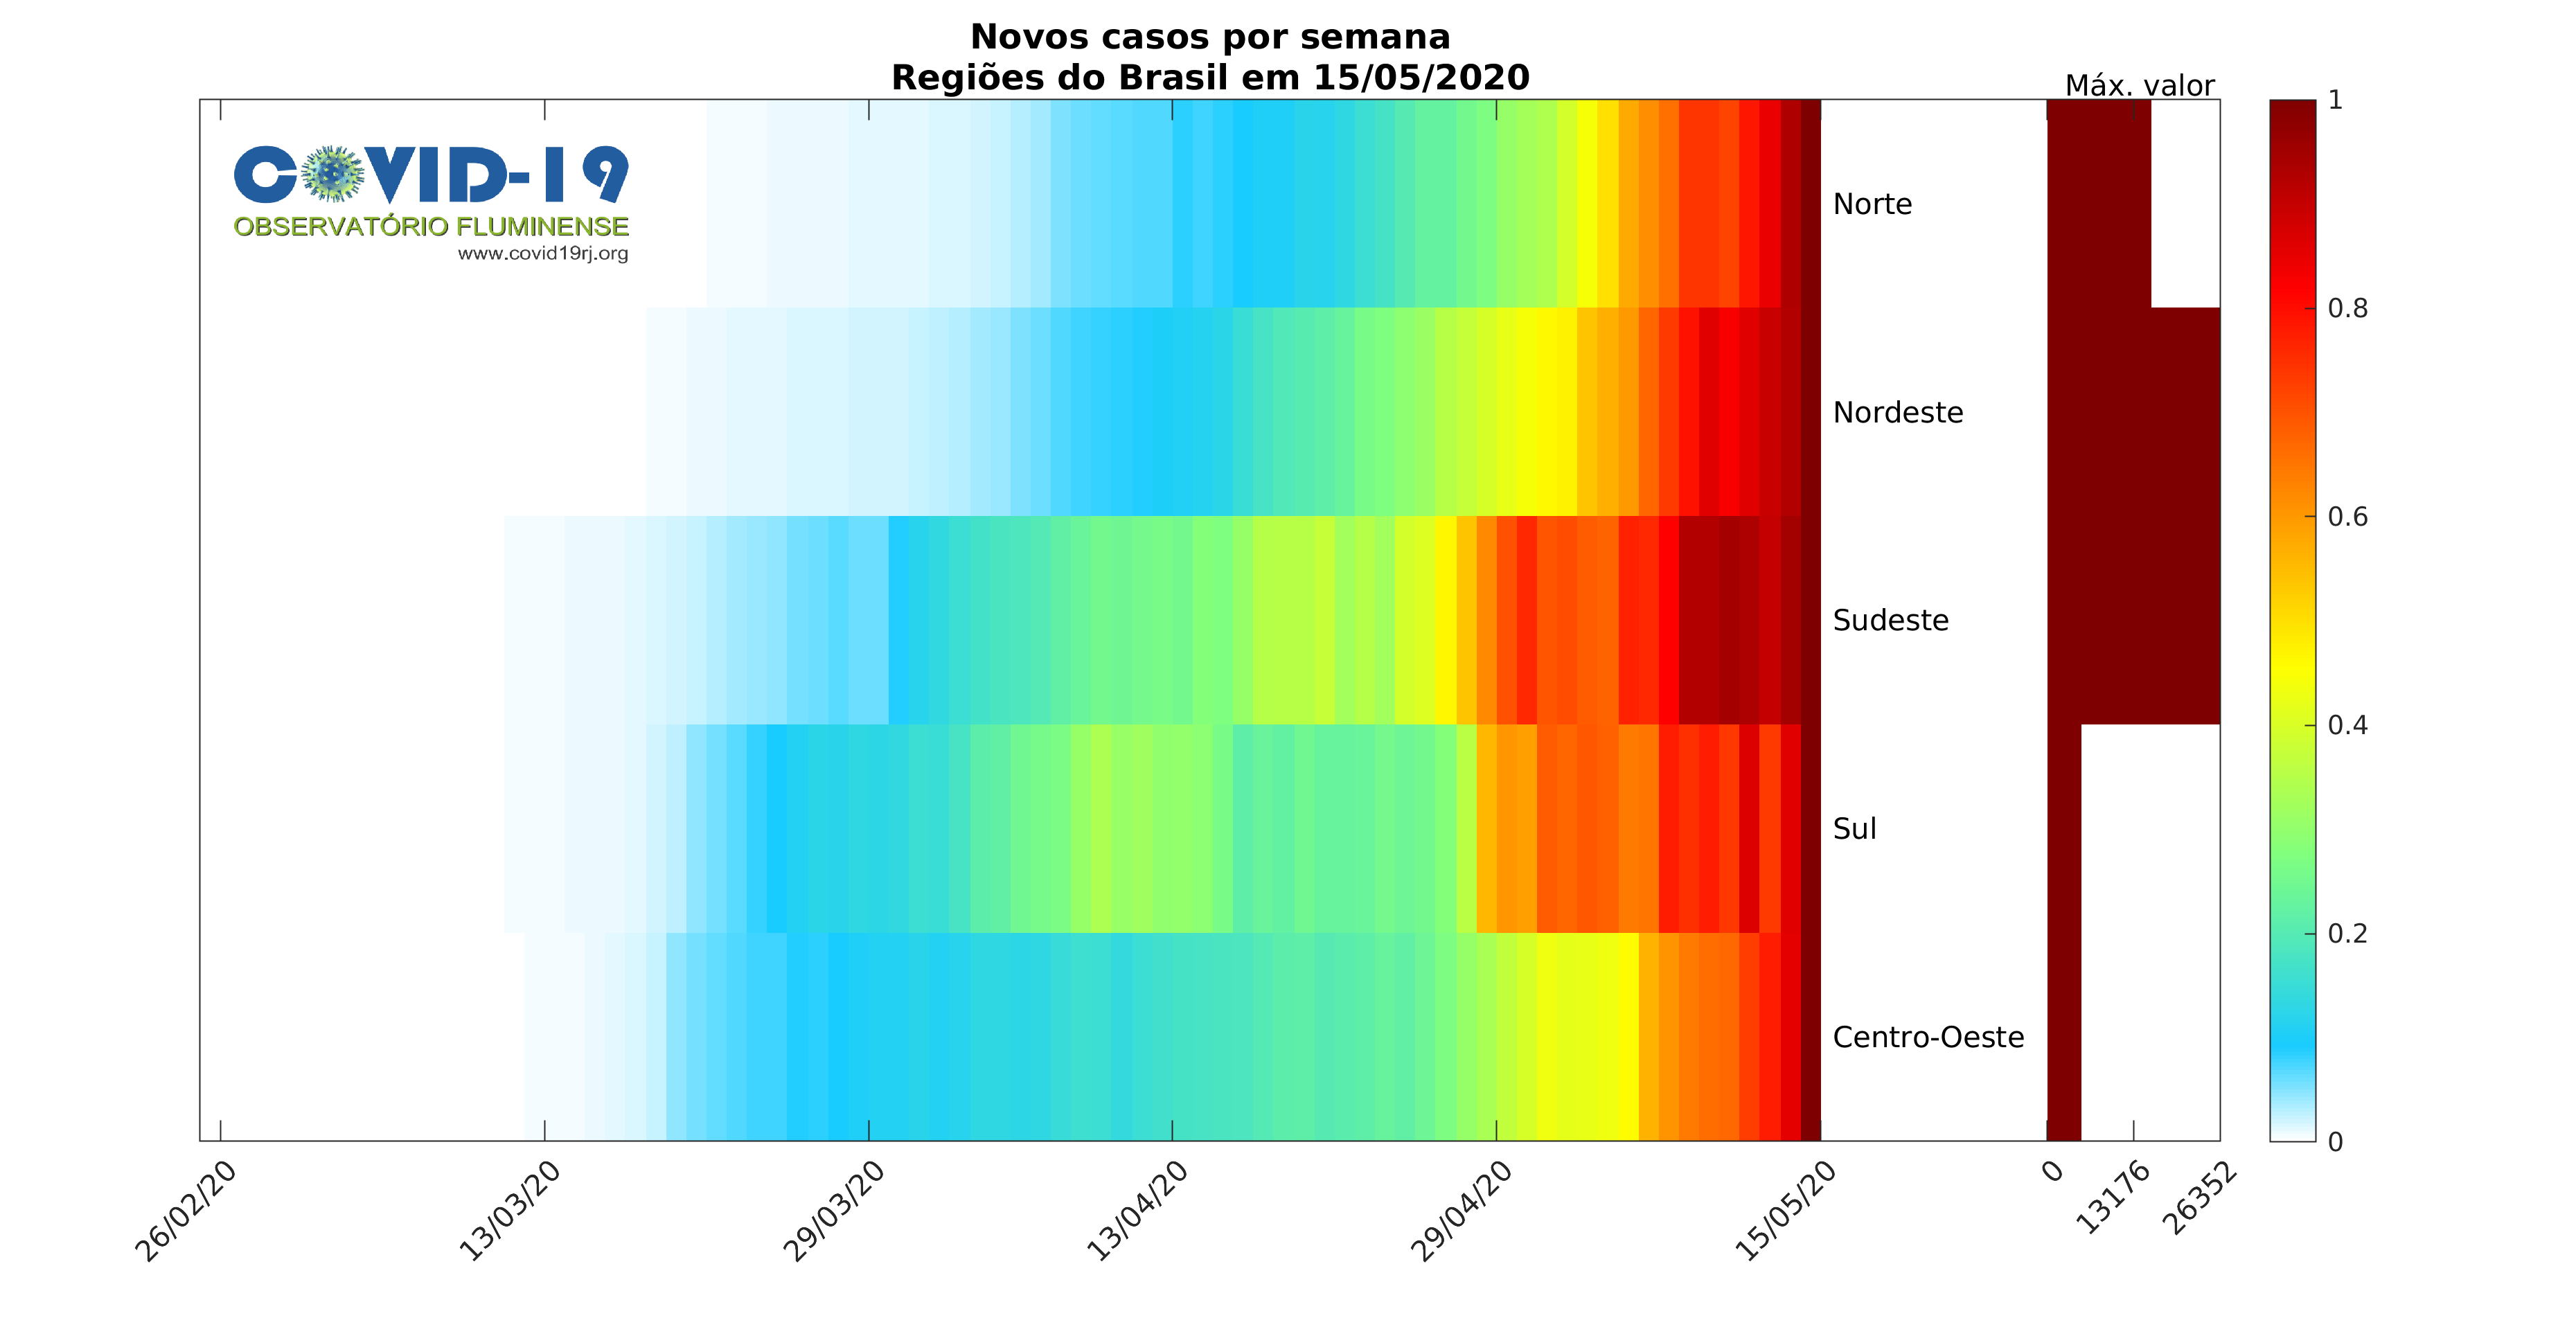 Novos casos por semana
Regiões do Brasil em 15/05/2020
Máx. valor
COVID-19
OBSERVATÓRIO FLUMINENSE
www.covid19rj.org
Norte
Nordeste
Sudeste
Sul
Centro-Oeste
1
0.8
0.6
0.4
0.2
0
26/02/20
13/03/20
29/03/20
13/04/20
29/04/20
15/05/20
0
13176
26352